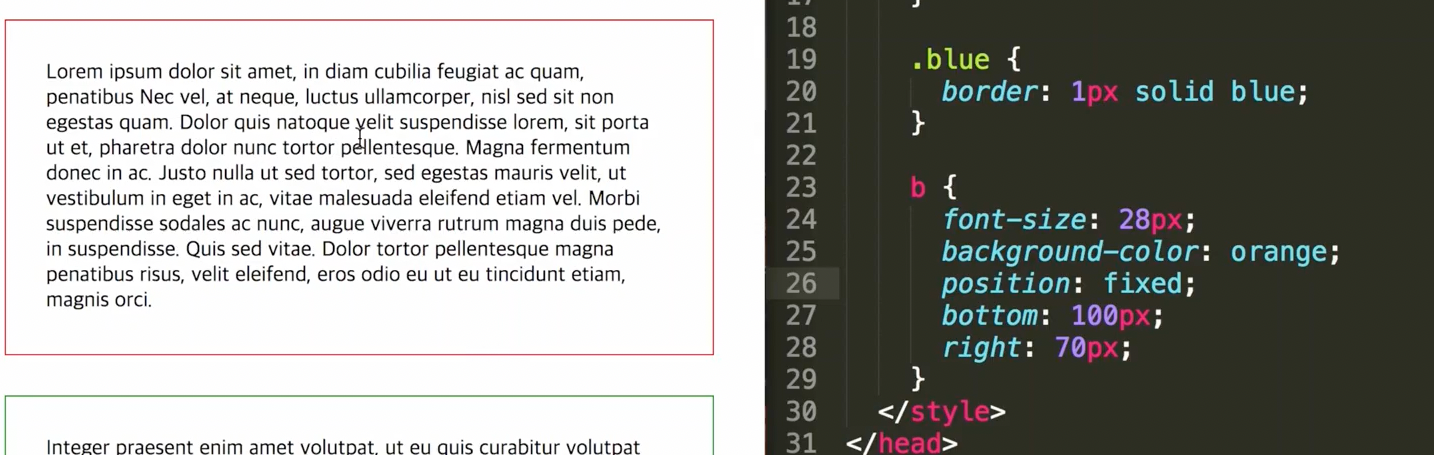 Lorem ipsum dolor sit amet, in diam cubilia feugiat ac quam,
penatibus Nec vel, at neque, luctus ullamcorper, nisl sed sit non
egestas quam. Dolor quis natoque velit suspendisse lorem, sit porta
ut et, pharetra dolor nunc tortor pellentesque. Magna fermentum
donec in ac. Justo nulla ut sed tortor, sed egestas mauris velit, ut
vestibulum in eget in ac, vitae malesuada eleifend etiam vel. Morbi
suspendisse sodales ac nunc, augue viverra rutrum magna duis pede,
in suspendisse. Quis sed vitae. Dolor tortor pellentesque magna
penatibus risus, velit eleifend, eros odio eu ut eu tincidunt etiam,
magnis orci.
Integer praesent enim amet volutpat, ut eu quis curabitur volutpat
17 }
18
19 .blue {
20 border: 1px solid blue;
21 }
22
23 b {
24 font-size: 28px;
25 background-color: orange;
26 position: fixed;
27 bottom: 100px;
28 right: 70px;
29 }
30 </style>
31 </head>